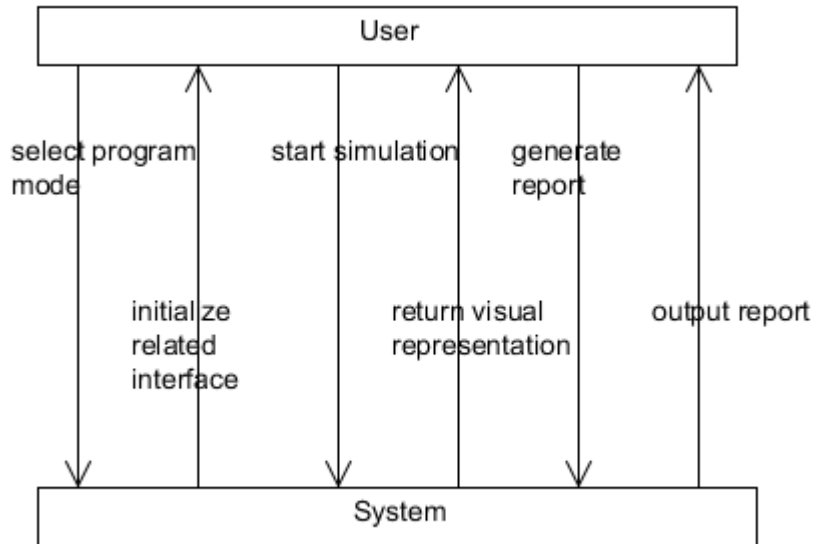 User
select program
mode
start simulation
generate
report
initialize
related
interface
return visual
representation
output report
System